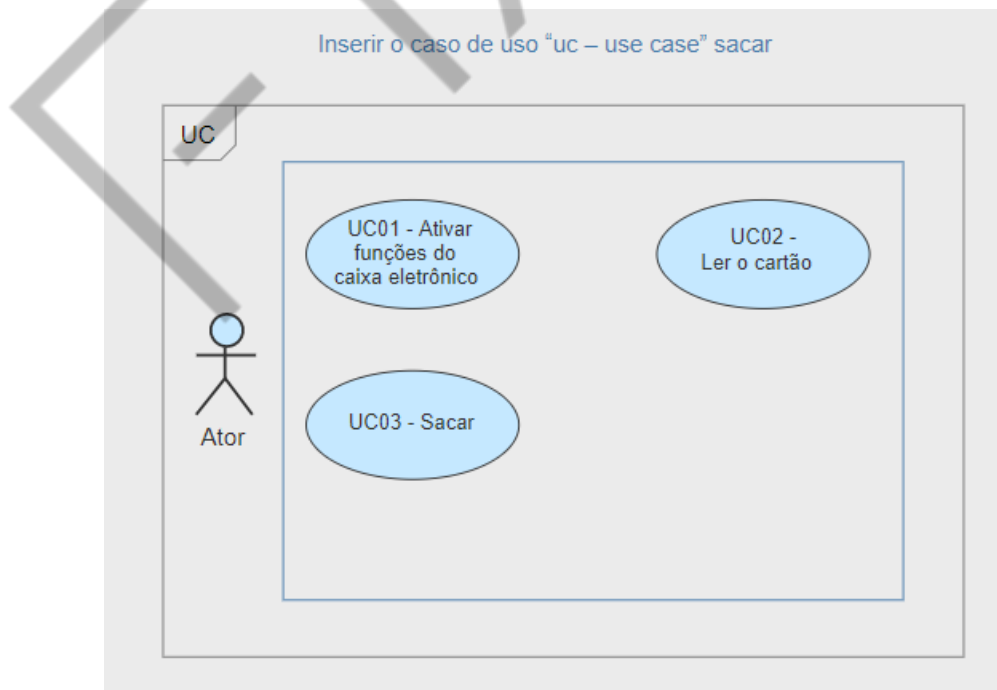 Inserir o caso de uso “uc – use case” sacar
UC
UC01 - Ativar
funções do
caixa eletrônico
UC02 -
Ler o cartão
UC03 - Sacar
Ator